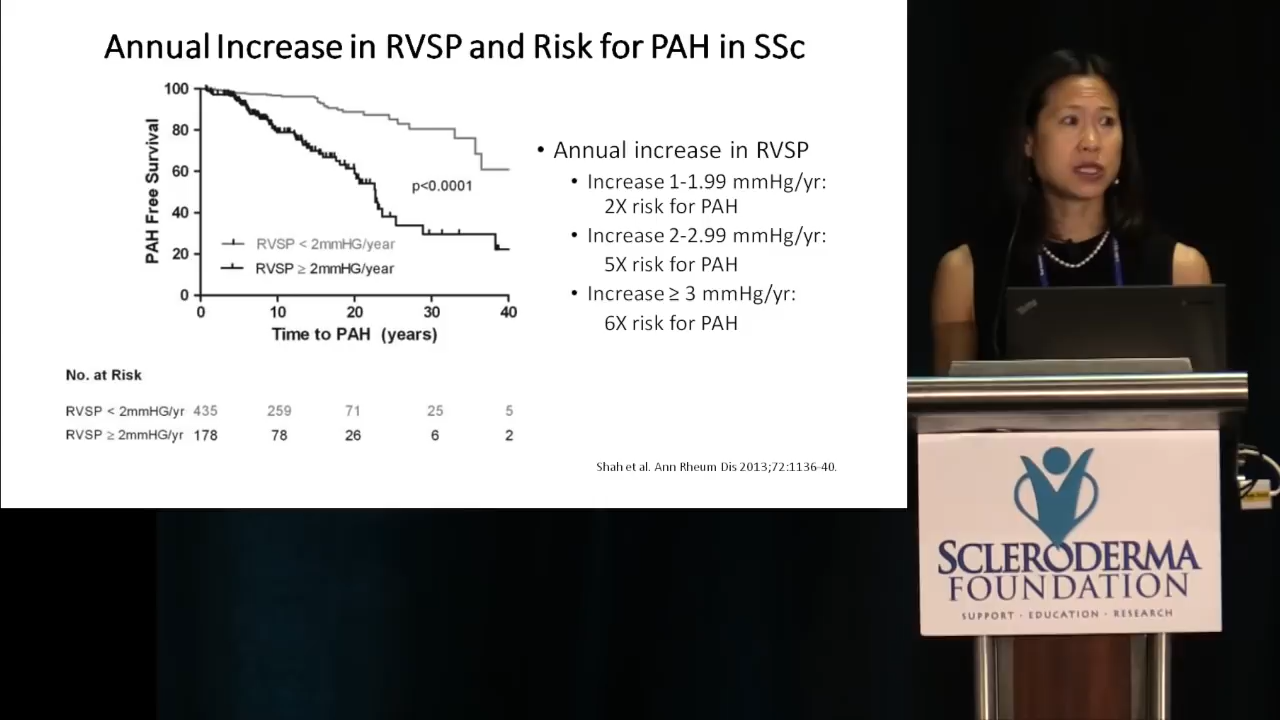 Annual Increase in RVSP and Risk for PAH in SSc
100
80
60
40
20
0
PAH Free Survival
p<0.0001
RVSP < 2mmHG/year
RVSP ≥ 2mmHG/year
0 10 20 30 40
Time to PAH (years)
• Annual increase in RVSP
• Increase 1-1.99 mmHg/yr:
2X risk for PAH
• Increase 2-2.99 mmHg/yr:
5X risk for PAH
• Increase ≥ 3 mmHg/yr:
6X risk for PAH
No. at Risk
RVSP < 2mmHG/yr 435 259 71 25 5
RVSP ≥ 2mmHG/yr 178 78 26 6 2
Shah et al. Ann Rheum Dis 2013;72:1136-40.
ThinkPad
SCLERODERMA
FOUNDATION
SUPPORT · EDUCATION · RESEARCH